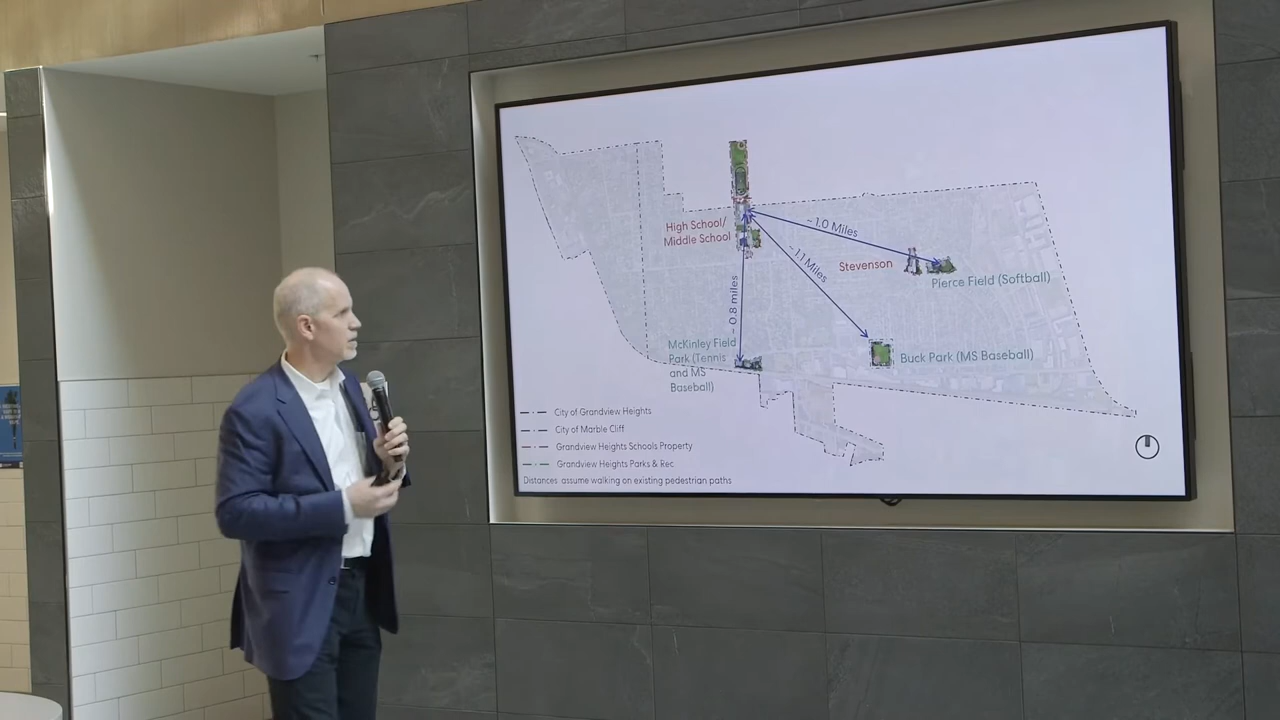 High School/
Middle School
~1.0 Miles
~1.1 Miles
~0.8 miles
Stevenson
Pierce Field (Softball)
McKinley Field
Park (Tennis
and MS
Baseball)
Buck Park (MS Baseball)
City of Grandview Heights
City of Marble Cliff
Grandview Heights Schools Property
Grandview Heights Parks & Rec
Distances assume walking on existing pedestrian paths